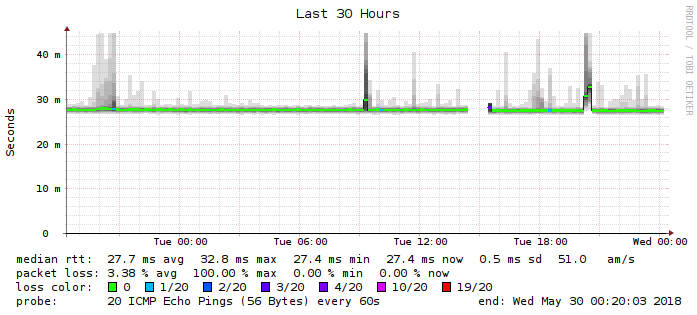 Last 30 Hours
RRDTOOL / TOBI OETIKER
Seconds
40 m
30 m
20 m
10 m
0
Tue 00:00 Tue 06:00 Tue 12:00 Tue 18:00 Wed 00:00
median rtt: 27.7 ms avg 32.8 ms max 27.4 ms min 27.4 ms now 0.5 ms sd 51.0 am/s
packet loss: 3.38 % avg 100.00 % max 0.00 % min 0.00 % now
loss color: 0 1/20 2/20 3/20 4/20 10/20 19/20
probe: 20 ICMP Echo Pings (56 Bytes) every 60s end: Wed May 30 00:20:03 2018